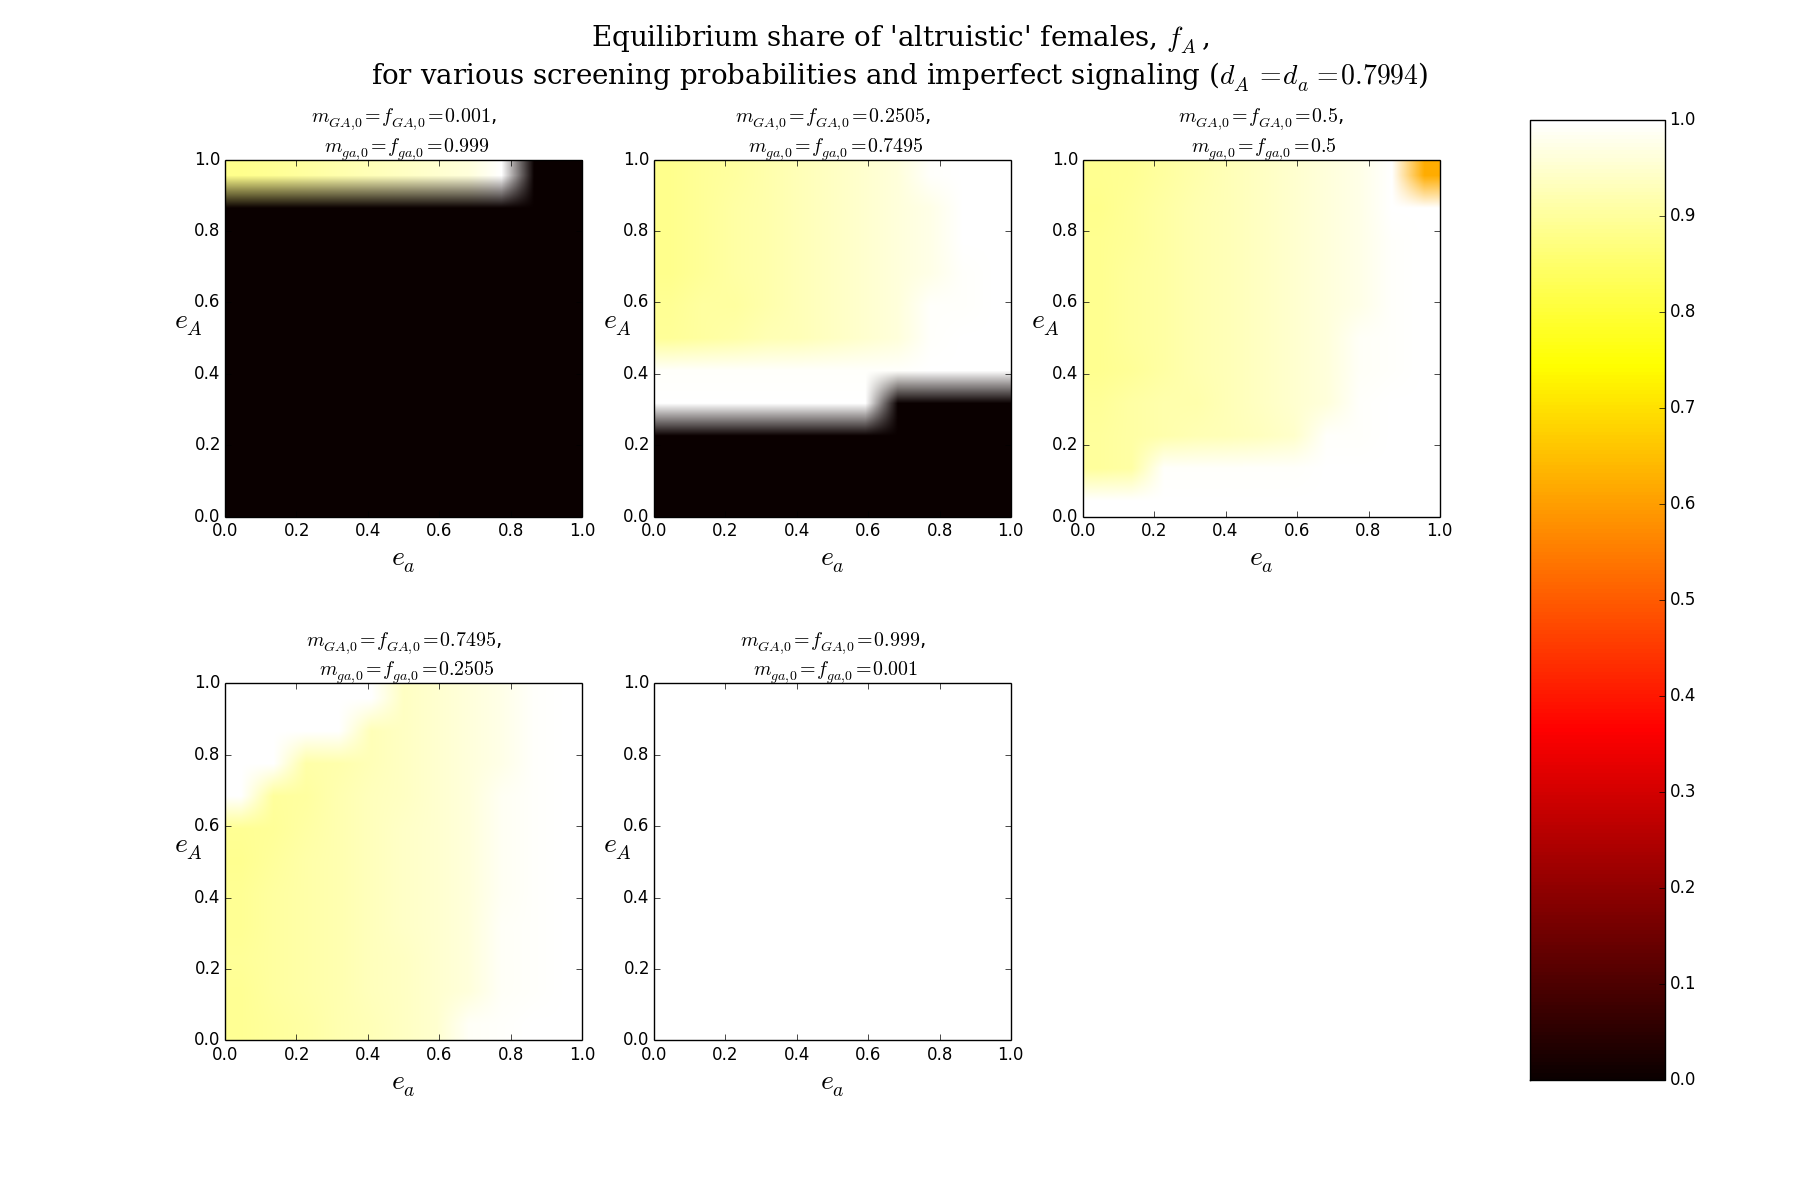 Equilibrium share of 'altruistic' females, f_A,
for various screening probabilities and imperfect signaling (d_A = d_a = 0.7994)
m_GA,0 = f_GA,0 = 0.001,
m_ga,0 = f_ga,0 = 0.999
1.0
0.8
0.6
e_A
0.4
0.2
0.0
0.0 0.2 0.4 0.6 0.8 1.0
e_a
m_GA,0 = f_GA,0 = 0.2505,
m_ga,0 = f_ga,0 = 0.7495
1.0
0.8
0.6
e_A
0.4
0.2
0.0
0.0 0.2 0.4 0.6 0.8 1.0
e_a
m_GA,0 = f_GA,0 = 0.5,
m_ga,0 = f_ga,0 = 0.5
1.0
0.8
0.6
e_A
0.4
0.2
0.0
0.0 0.2 0.4 0.6 0.8 1.0
e_a
m_GA,0 = f_GA,0 = 0.7495,
m_ga,0 = f_ga,0 = 0.2505
1.0
0.8
0.6
e_A
0.4
0.2
0.0
0.0 0.2 0.4 0.6 0.8 1.0
e_a
m_GA,0 = f_GA,0 = 0.999,
m_ga,0 = f_ga,0 = 0.001
1.0
0.8
0.6
e_A
0.4
0.2
0.0
0.0 0.2 0.4 0.6 0.8 1.0
e_a
1.0
0.9
0.8
0.7
0.6
0.5
0.4
0.3
0.2
0.1
0.0